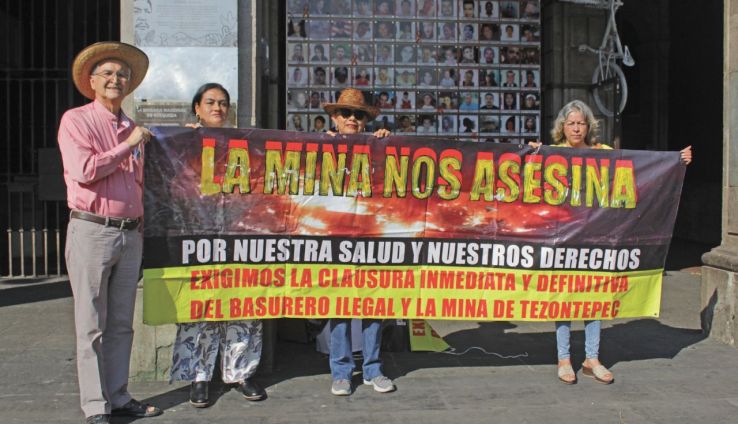 LA MINA NOS ASESINA
POR NUESTRA SALUD Y NUESTROS DERECHOS
EXIGIMOS LA CLAUSURA INMEDIATA Y DEFINITIVA
DEL BASURERO ILEGAL Y LA MINA DE TEZONTEPEC